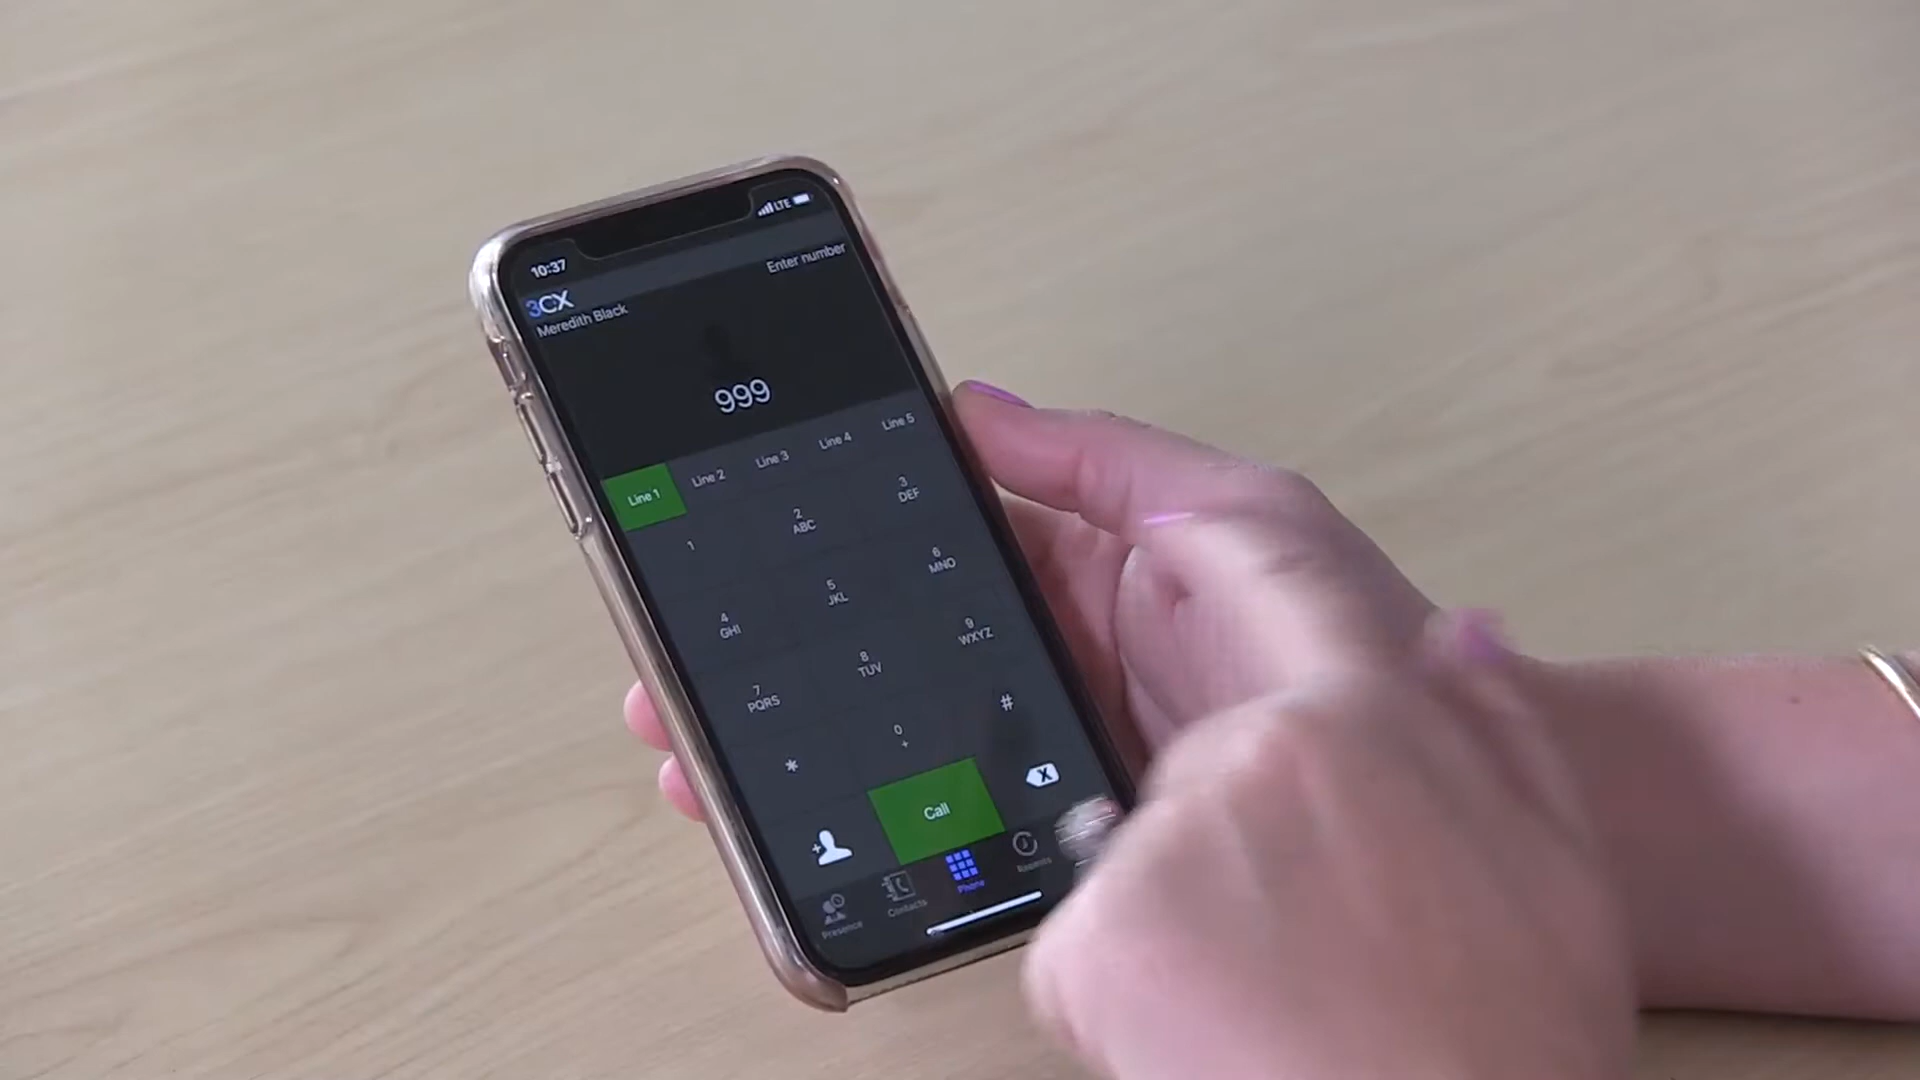 10:37
LTE
3CX
Enter number
Meredith Black
999
Line 1
Line 2
Line 3
Line 4
Line 5
1
2
ABC
3
DEF
4
GHI
5
JKL
6
MNO
7
PQRS
8
TUV
9
WXYZ
*
0
+
#
X
Call
Presence
Contacts
Phone
Recents